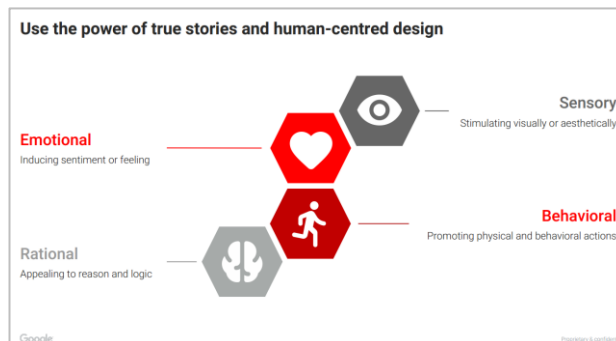 Use the power of true stories and human-centred design
Sensory
Stimulating visually or aesthetically
Emotional
Inducing sentiment or feeling
Behavioral
Promoting physical and behavioral actions
Rational
Appealing to reason and logic
Google
Proprietary &